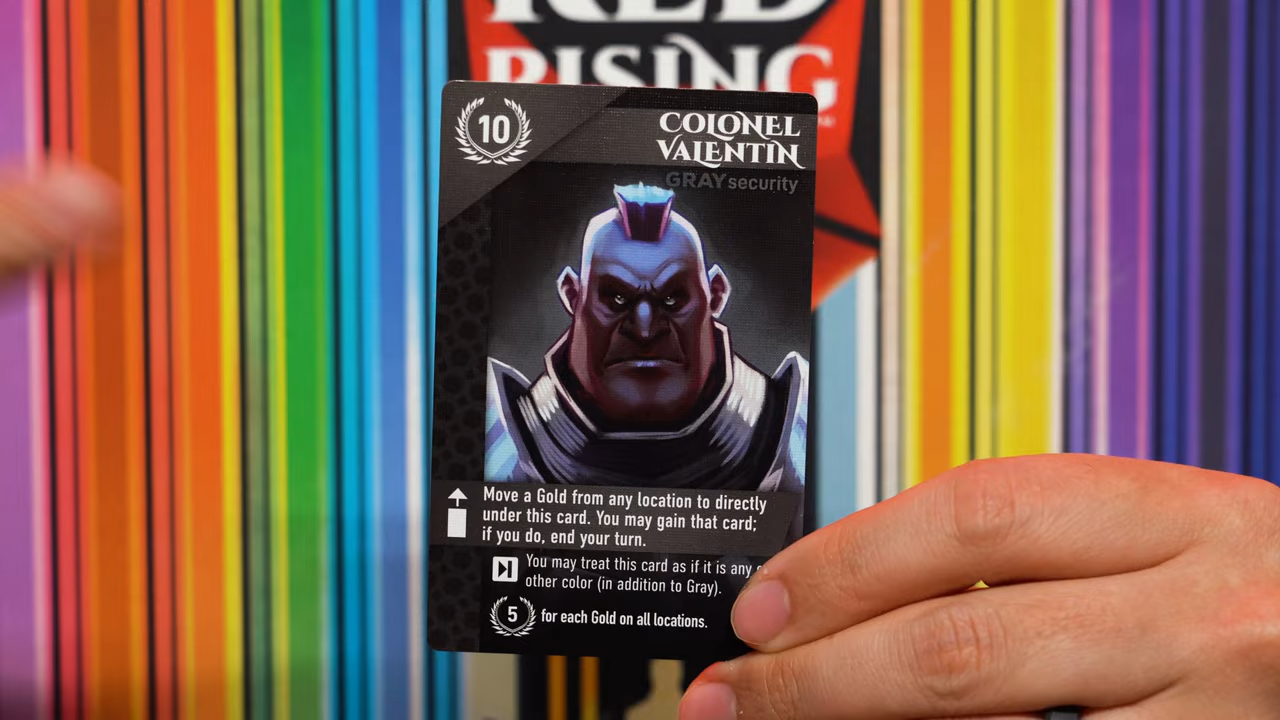 RED
RISING
10
COLONEL
VALENTIN
GRAY security
Move a Gold from any location to directly
under this card. You may gain that card;
if you do, end your turn.
You may treat this card as if it is any
other color (in addition to Gray).
5 for each Gold on all locations.